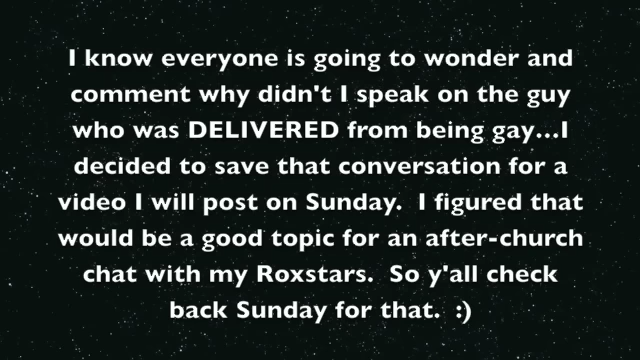 I know everyone is going to wonder and
comment why didn't I speak on the guy
who was DELIVERED from being gay...I
decided to save that conversation for a
video I will post on Sunday.  I figured that
would be a good topic for an after-church
chat with my Roxstars.  So y'all check
back Sunday for that.  :)